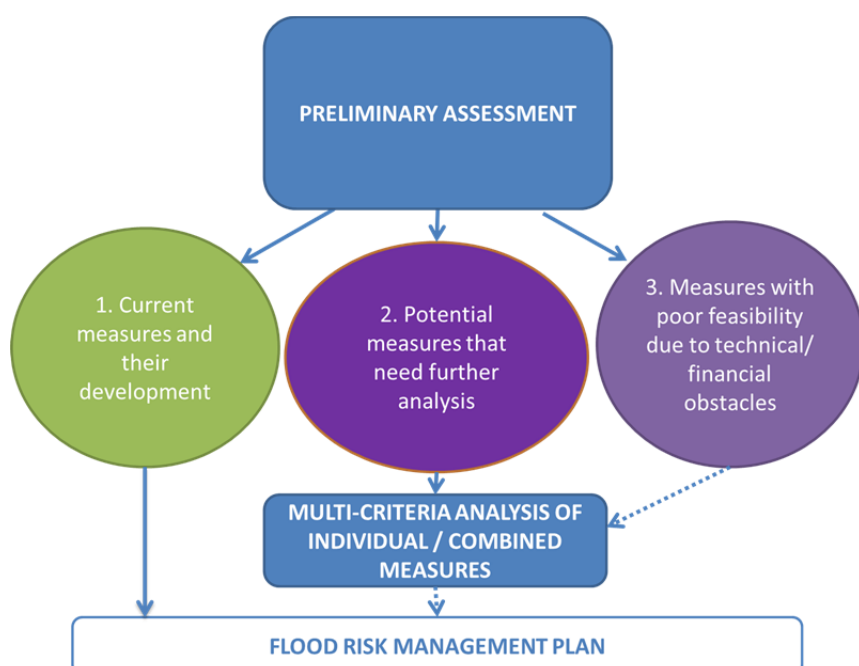 PRELIMINARY ASSESSMENT
1. Current
measures and
their
development
2. Potential
measures that
need further
analysis
3. Measures with
poor feasibility
due to technical/
financial
obstacles
MULTI-CRITERIA ANALYSIS OF
INDIVIDUAL / COMBINED
MEASURES
FLOOD RISK MANAGEMENT PLAN